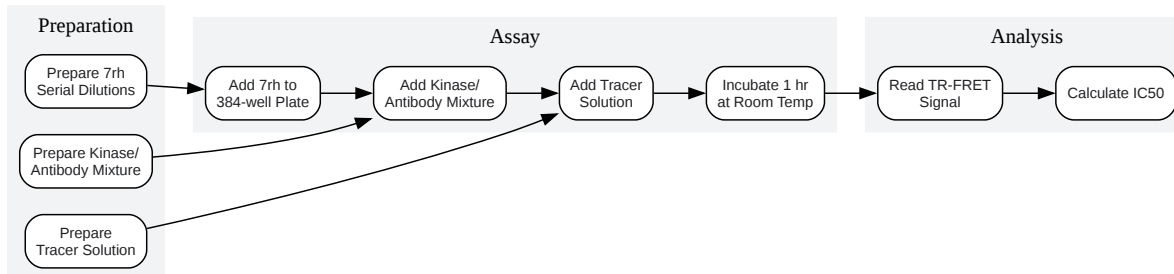 Preparation
Prepare 7rh
Serial Dilutions
Prepare Kinase/
Antibody Mixture
Prepare
Tracer Solution
Assay
Add 7rh to
384-well Plate
Add Kinase/
Antibody Mixture
Add Tracer
Solution
Incubate 1 hr
at Room Temp
Analysis
Read TR-FRET
Signal
Calculate IC50